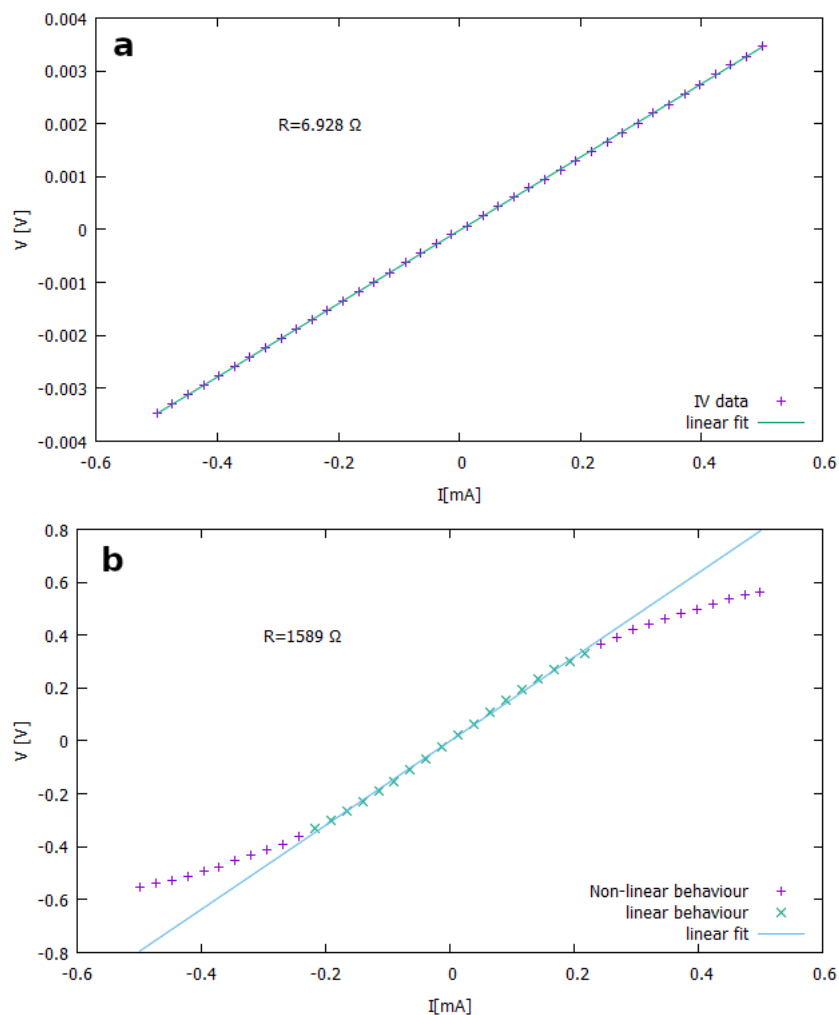 a
0.004
0.003
0.002
0.001
0
-0.001
-0.002
-0.003
-0.004
V [V]
R=6.928 Ω
IV data
linear fit
-0.6 -0.4 -0.2 0 0.2 0.4 0.6
I[mA]
b
0.8
0.6
0.4
0.2
0
-0.2
-0.4
-0.6
-0.8
V [V]
R=1589 Ω
Non-linear behaviour
linear behaviour
linear fit
-0.6 -0.4 -0.2 0 0.2 0.4 0.6
I[mA]